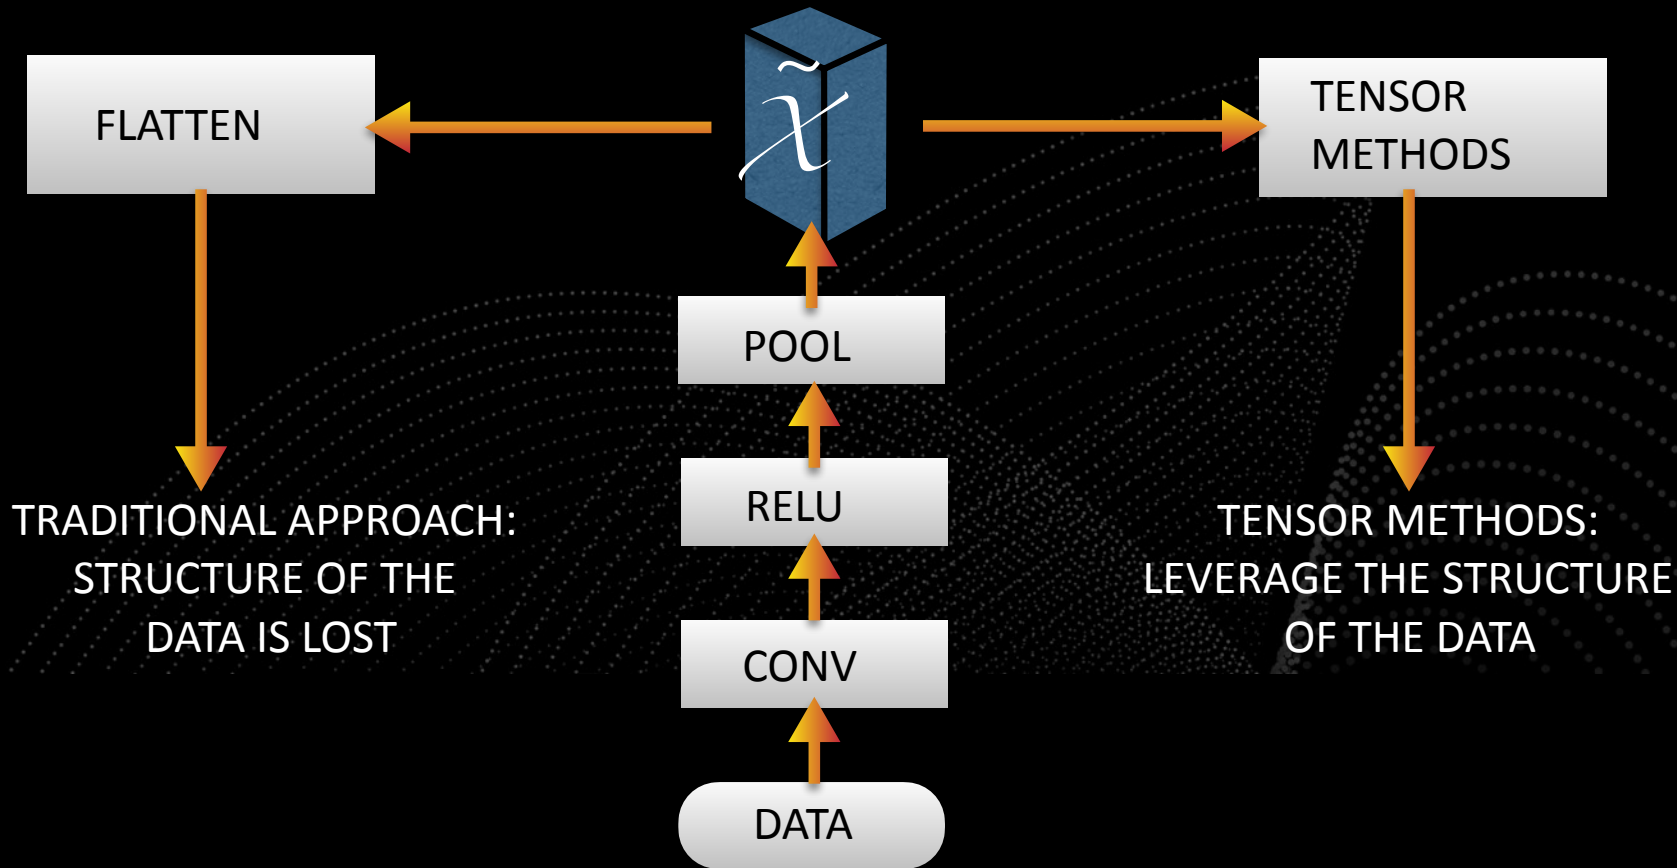 FLATTEN
𝒳̃
TENSOR
METHODS
POOL
RELU
TRADITIONAL APPROACH:
STRUCTURE OF THE
DATA IS LOST
TENSOR METHODS:
LEVERAGE THE STRUCTURE
OF THE DATA
CONV
DATA